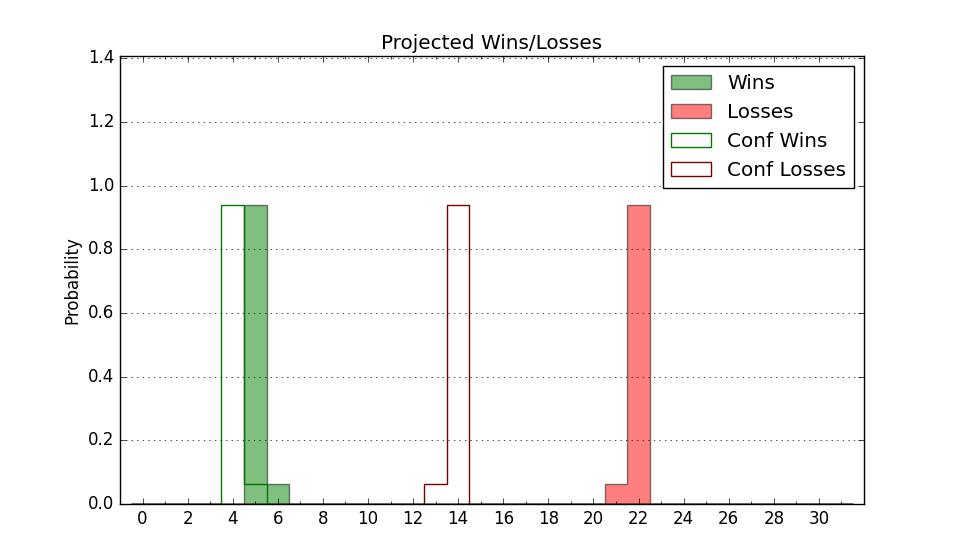 Projected Wins/Losses
1.4
1.2
1.0
0.8
0.6
0.4
0.2
0.0
Probability
Wins
Losses
Conf Wins
Conf Losses
0 2 4 6 8 10 12 14 16 18 20 22 24 26 28 30